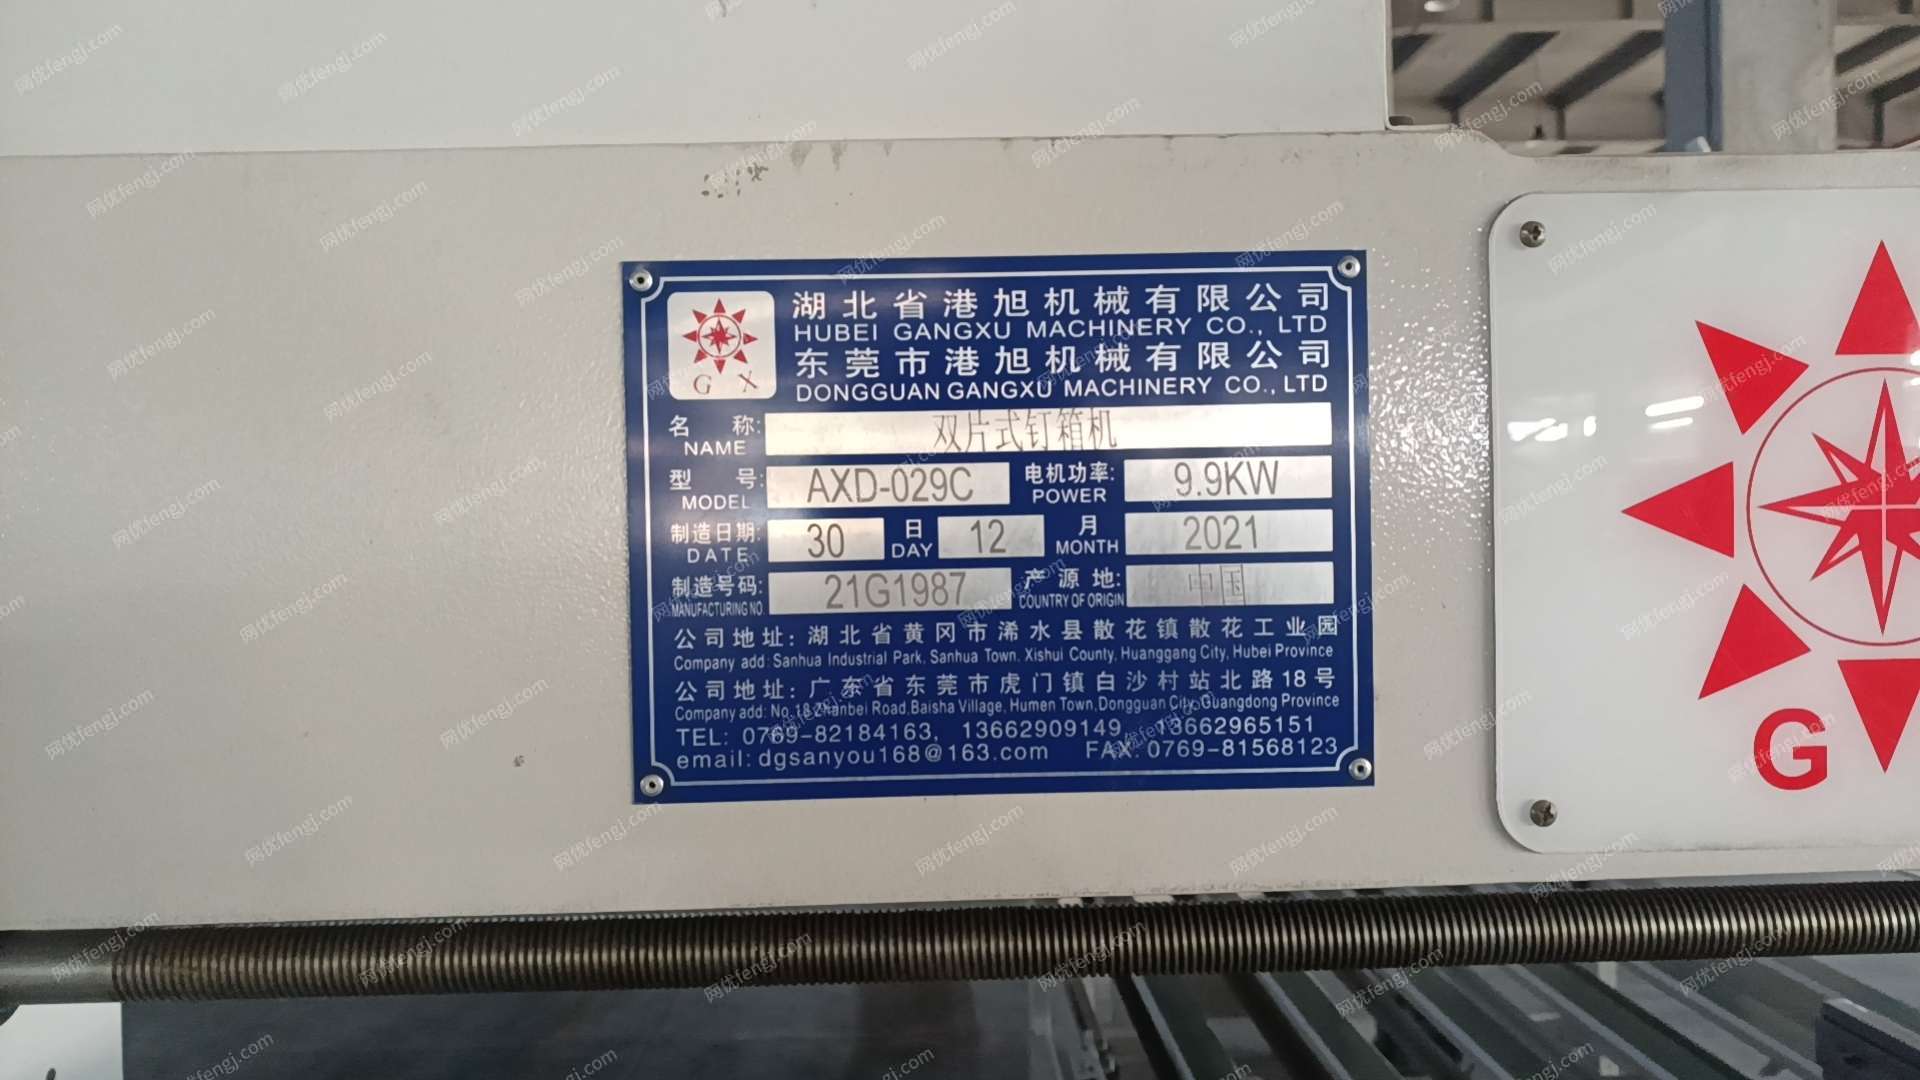 湖北省港旭机械有限公司
HUBEI GANGXU MACHINERY CO., LTD
东莞市港旭机械有限公司
DONGGUAN GANGXU MACHINERY CO., LTD
G X
名 称: 双片式钉箱机
NAME
型 号: AXD-029C 电机功率: 9.9KW
MODEL POWER
制造日期: 30 日 12 月 2021
DATE DAY MONTH
制造号码: 21G1987 产源地: 中国
MANUFACTURING NO. COUNTRY OF ORIGIN
公司地址: 湖北省黄冈市浠水县散花镇散花工业园
Company add: Sanhua Industrial Park, Sanhua Town, Xishui County, Huanggang City, Hubei Province
公司地址: 广东省东莞市虎门镇白沙村站北路18号
Company add: No.18 Zhanbei Road, Baisha Village, Humen Town, Dongguan City, Guangdong Province
TEL: 0769-82184163, 13662909149, 13662965151
email: dgsanyou168@163.com FAX: 0769-81568123
G
网优fengj.com